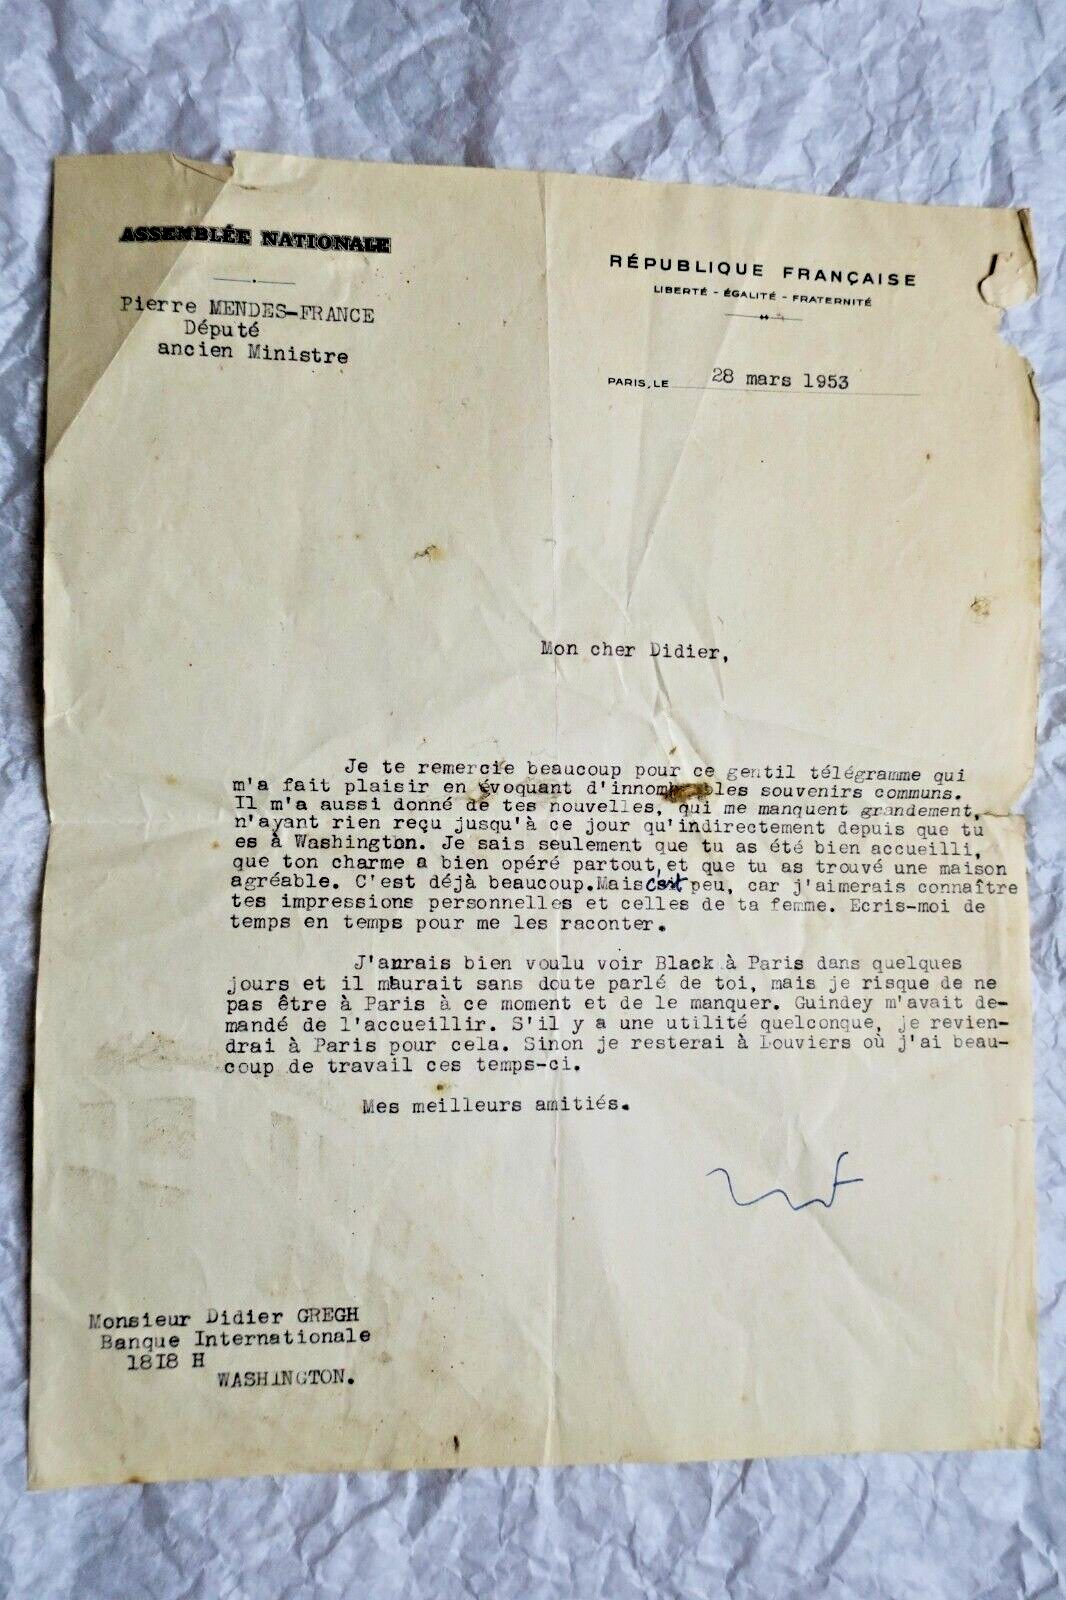 ASSEMBLÉE NATIONALE
Pierre MENDES-FRANCE
Député
ancien Ministre
RÉPUBLIQUE FRANÇAISE
LIBERTÉ - ÉGALITÉ - FRATERNITÉ
PARIS, LE 28 mars 1953
Mon cher Didier,
Je te remercie beaucoup pour ce gentil télégramme qui
m'a fait plaisir en évoquant d'innombrables souvenirs communs.
Il m'a aussi donné de tes nouvelles, qui me manquent grandement,
n'ayant rien reçu jusqu'à ce jour qu'indirectement depuis que tu
es à Washington. Je sais seulement que tu as été bien accueilli,
que ton charme a bien opéré partout, et que tu as trouvé une maison
agréable. C'est déjà beaucoup. Mais c'est peu, car j'aimerais connaître
tes impressions personnelles et celles de ta femme. Ecris-moi de
temps en temps pour me les raconter.
J'aurais bien voulu voir Black à Paris dans quelques
jours et il m'aurait sans doute parlé de toi, mais je risque de ne
pas être à Paris à ce moment et de le manquer. Guindey m'avait de-
mandé de l'accueillir. S'il y a une utilité quelconque, je revien-
drai à Paris pour cela. Sinon je resterai à Louviers où j'ai beau-
coup de travail ces temps-ci.
Mes meilleurs amitiés.
Monsieur Didier GREGH
Banque Internationale
1818 H
WASHINGTON.